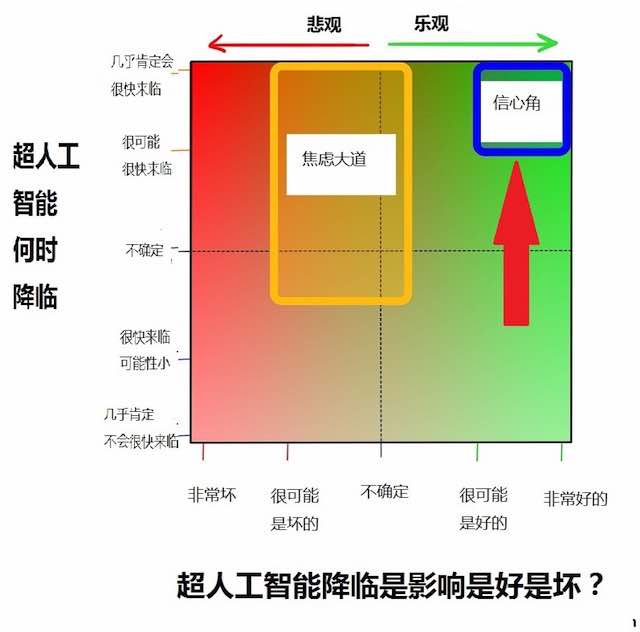 悲观
乐观
几乎肯定会
很快来临
信心角
很可能
很快来临
焦虑大道
超人工
智能
何时
降临
不确定
很快来临
可能性小
几乎肯定
不会很快来临
非常坏
很可能
是坏的
不确定
很可能
是好的
非常好的
超人工智能降临是影响是好是坏？